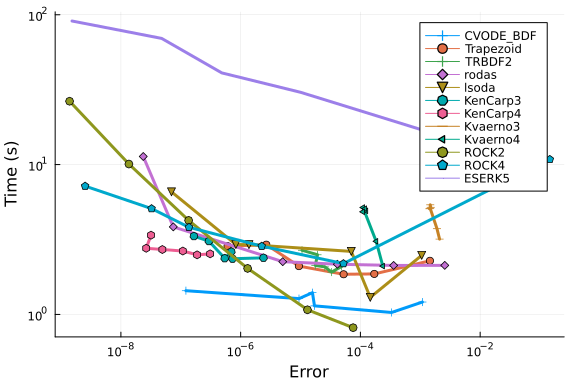 10²
10¹
10⁰
Time (s)
10⁻⁸
10⁻⁶
10⁻⁴
10⁻²
Error
CVODE_BDF
Trapezoid
TRBDF2
rodas
lsoda
KenCarp3
KenCarp4
Kvaerno3
Kvaerno4
ROCK2
ROCK4
ESERK5